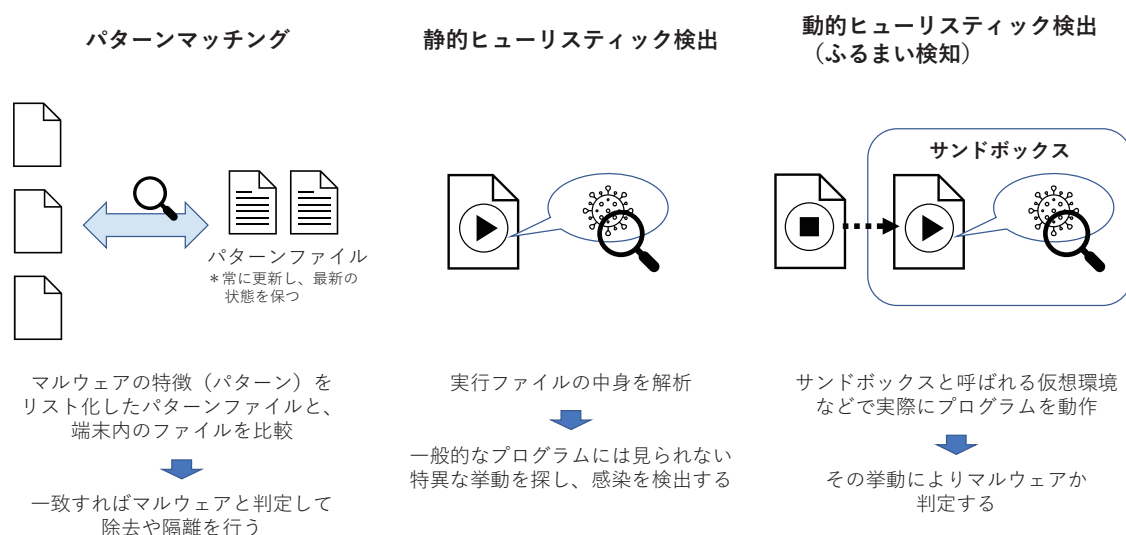 パターンマッチング
マルウェアの特徴（パターン）を
リスト化したパターンファイルと、
端末内のファイルを比較
一致すればマルウェアと判定して
除去や隔離を行う
パターンファイル
＊常に更新し、最新の
状態を保つ
静的ヒューリスティック検出
実行ファイルの中身を解析
一般的なプログラムには見られない
特異な挙動を探し、感染を検出する
動的ヒューリスティック検出
（ふるまい検知）
サンドボックス
サンドボックスと呼ばれる仮想環境
などで実際にプログラムを動作
その挙動によりマルウェアか
判定する